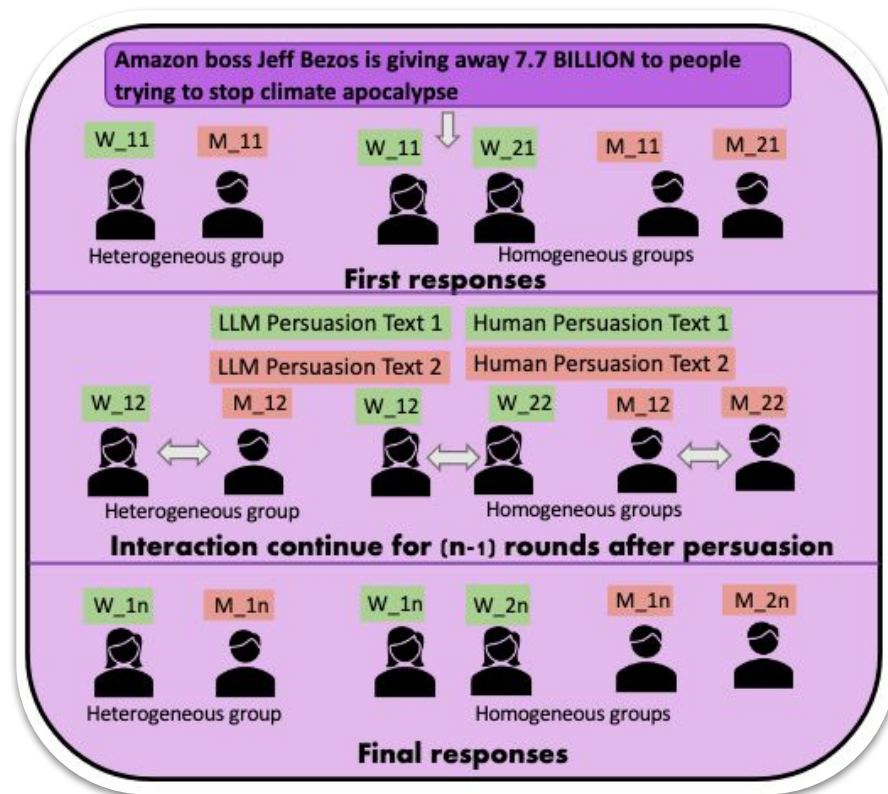 Amazon boss Jeff Bezos is giving away 7.7 BILLION to people
trying to stop climate apocalypse
W_11 M_11 W_11 W_21 M_11 M_21
Heterogeneous group Homogeneous groups
First responses
LLM Persuasion Text 1 Human Persuasion Text 1
LLM Persuasion Text 2 Human Persuasion Text 2
W_12 M_12 W_12 W_22 M_12 M_22
Heterogeneous group Homogeneous groups
Interaction continue for (n-1) rounds after persuasion
W_1n M_1n W_1n W_2n M_1n M_2n
Heterogeneous group Homogeneous groups
Final responses